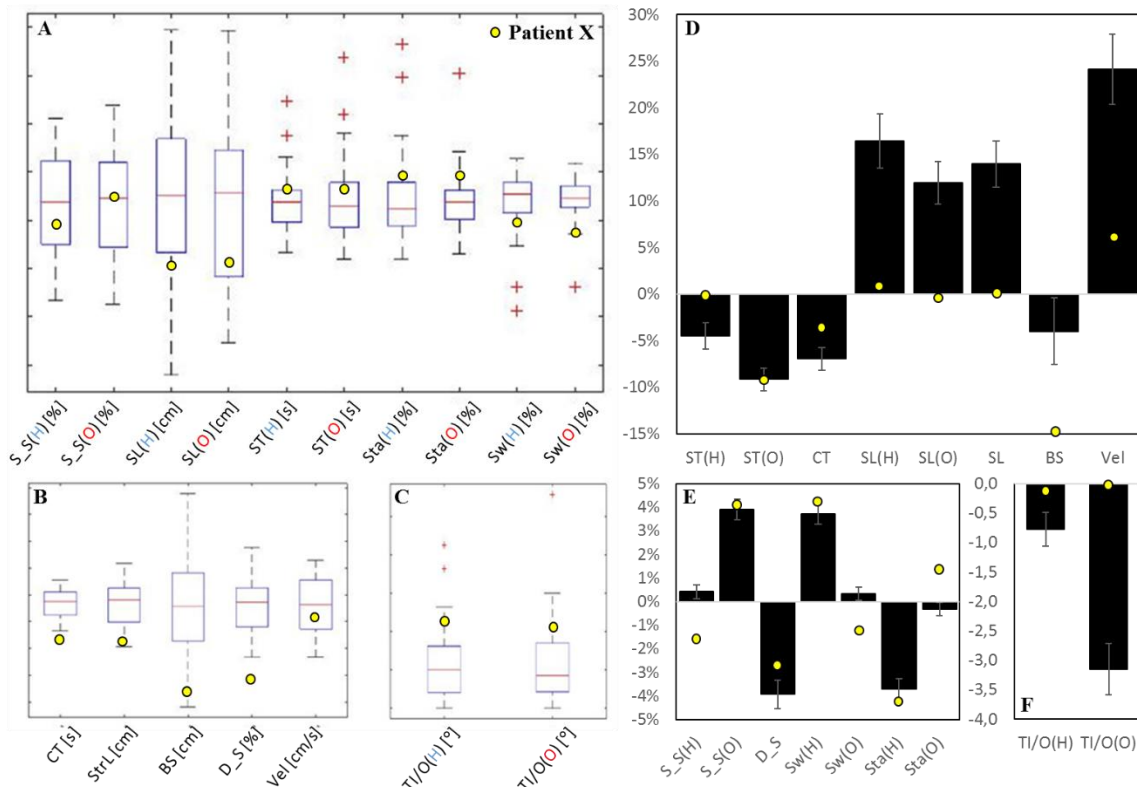 A
Patient X
S_S(H) [%]
S_S(O) [%]
SL(H) [cm]
SL(O) [cm]
ST(H) [s]
ST(O) [s]
Sta(H) [%]
Sta(O) [%]
Sw(H) [%]
Sw(O) [%]
B
CT [s]
StrL [cm]
BS [cm]
D_S [%]
Vel [cm/s]
C
TI/O(H) [°]
TI/O(O) [°]
D
30%
25%
20%
15%
10%
5%
0%
-5%
-10%
-15%
ST(H) ST(O) CT SL(H) SL(O) SL BS Vel
E
5%
4%
3%
2%
1%
0%
-1%
-2%
-3%
-4%
-5%
S_S(H)
S_S(O)
D_S
Sw(H)
Sw(O)
Sta(H)
Sta(O)
0,0
-0,5
-1,0
-1,5
-2,0
-2,5
-3,0
-3,5
-4,0
F
TI/O(H) TI/O(O)